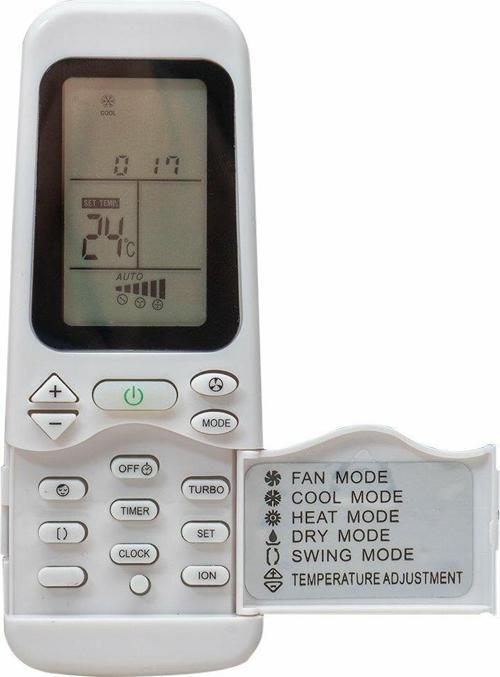 COOL
0 17
SET TEMP.
24°C
AUTO
+
-
MODE
OFF
TURBO
TIMER
SET
CLOCK
ION
FAN MODE
COOL MODE
HEAT MODE
DRY MODE
SWING MODE
TEMPERATURE ADJUSTMENT